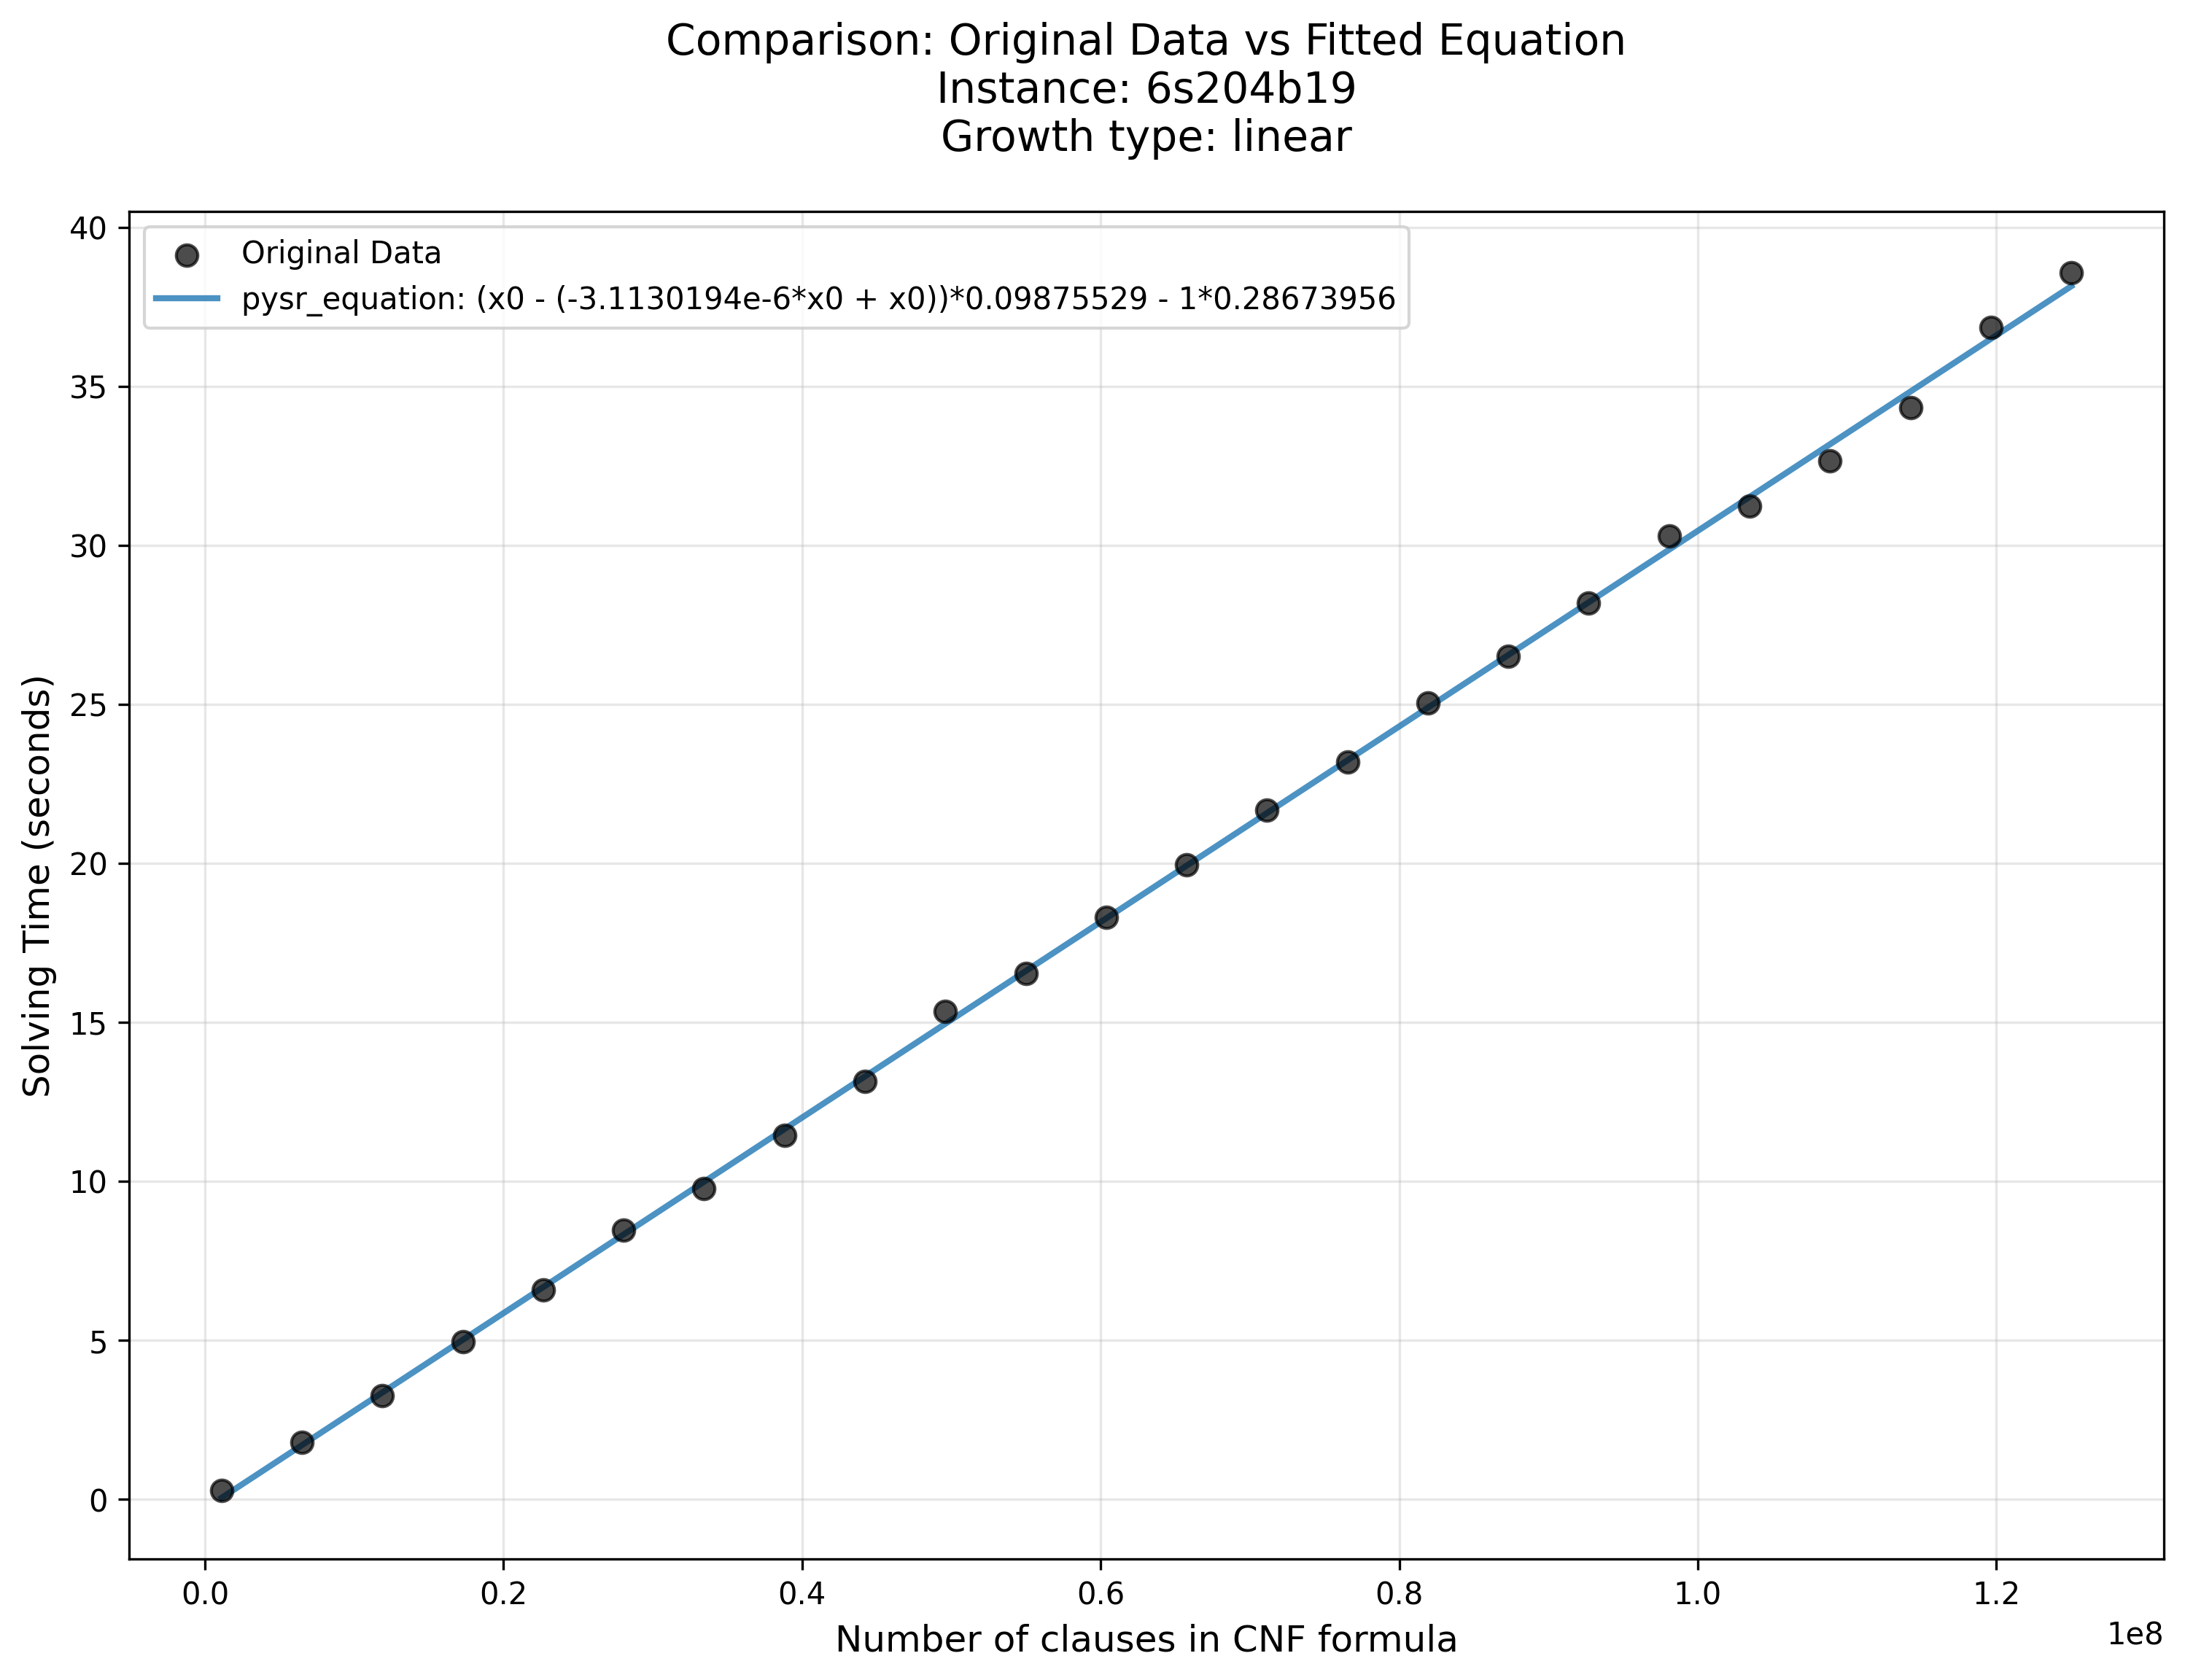 Comparison: Original Data vs Fitted Equation
Instance: 6s204b19
Growth type: linear
Original Data
pysr_equation: (x0 - (-3.1130194e-6*x0 + x0))*0.09875529 - 1*0.28673956
Solving Time (seconds)
40
35
30
25
20
15
10
5
0
0.0 0.2 0.4 0.6 0.8 1.0 1.2
1e8
Number of clauses in CNF formula